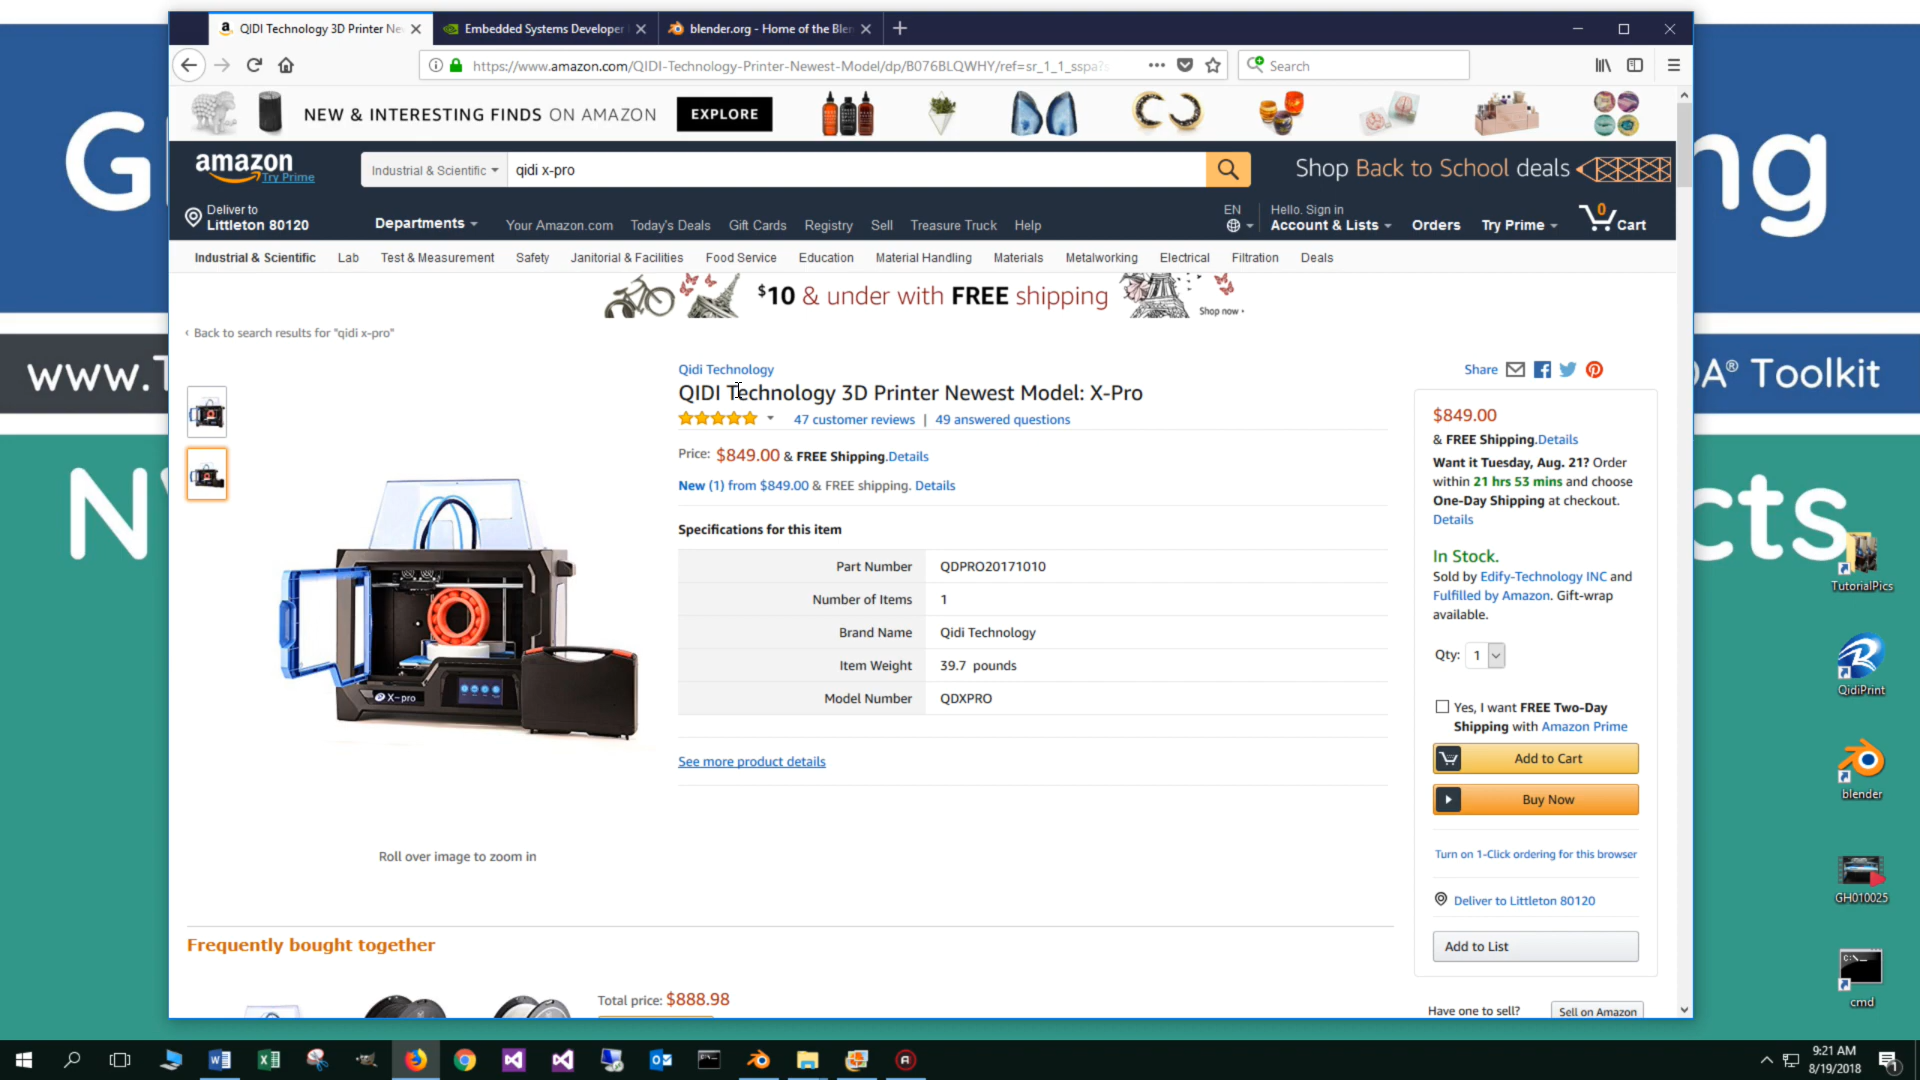 QIDI Technology 3D Printer Ne
Embedded Systems Developer
blender.org - Home of the Blen
https://www.amazon.com/QIDI-Technology-Printer-Newest-Model/dp/B076BLQWHY/ref=sr_1_1_sspa?
Search
NEW & INTERESTING FINDS ON AMAZON
EXPLORE
amazon
Try Prime
Industrial & Scientific
qidi x-pro
Shop Back to School deals
Deliver to
Littleton 80120
Departments
Your Amazon.com
Today's Deals
Gift Cards
Registry
Sell
Treasure Truck
Help
EN
Hello. Sign in
Account & Lists
Orders
Try Prime
0
Cart
Industrial & Scientific
Lab
Test & Measurement
Safety
Janitorial & Facilities
Food Service
Education
Material Handling
Materials
Metalworking
Electrical
Filtration
Deals
$10 & under with FREE shipping
Shop now ›
‹ Back to search results for "qidi x-pro"
Qidi Technology
QIDI Technology 3D Printer Newest Model: X-Pro
47 customer reviews | 49 answered questions
Price: $849.00 & FREE Shipping. Details
New (1) from $849.00 & FREE shipping. Details
Specifications for this item
Part Number QDPRO20171010
Number of Items 1
Brand Name Qidi Technology
Item Weight 39.7 pounds
Model Number QDXPRO
See more product details
X-pro
Roll over image to zoom in
Share
$849.00
& FREE Shipping. Details
Want it Tuesday, Aug. 21? Order
within 21 hrs 53 mins and choose
One-Day Shipping at checkout.
Details
In Stock.
Sold by Edify-Technology INC and
Fulfilled by Amazon. Gift-wrap
available.
Qty: 1
Yes, I want FREE Two-Day
Shipping with Amazon Prime
Add to Cart
Buy Now
Turn on 1-Click ordering for this browser
Deliver to Littleton 80120
Add to List
Have one to sell?
Sell on Amazon
Frequently bought together
Total price: $888.98
G
ng
www.T
DA® Toolkit
N
cts
TutorialPics
QidiPrint
blender
GH010025
cmd
9:21 AM
8/19/2018
1